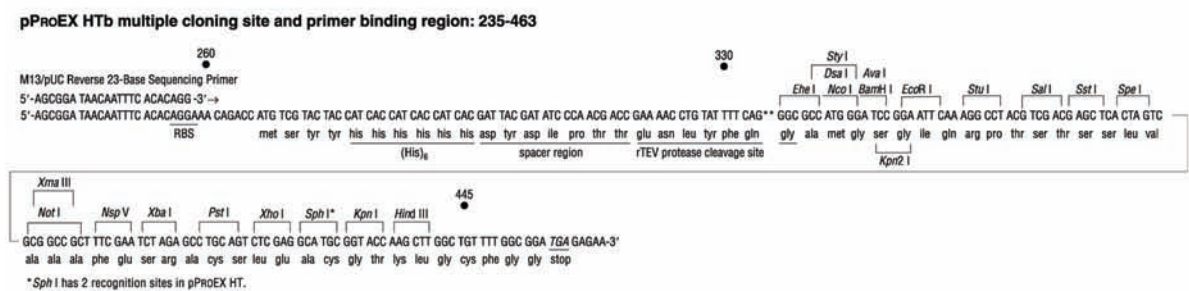 pPROEX HTb multiple cloning site and primer binding region: 235-463
260
330
Sty I
M13/pUC Reverse 23-Base Sequencing Primer
Dsa I Ava I
5'-AGCGGA TAACAATTTC ACACAGG -3'→
Ehe I Nco I BamH I EcoR I Stu I Sal I Sst I Spe I
5'-AGCGGA TAACAATTTC ACACAGGAAA CAGACC ATG TCG TAC TAC CAT CAC CAT CAC CAT CAC GAT TAC GAT ATC CCA ACG ACC GAA AAC CTG TAT TTT CAG** GGC GCC ATG GGA TCC GGA ATT CAA AGG CCT ACG TCG ACG AGC TCA CTA GTC
RBS met ser tyr tyr his his his his his his asp tyr asp ile pro thr thr glu asn leu tyr phe gln gly ala met gly ser gly ile gln arg pro thr ser thr ser ser leu val
(His)6 spacer region rTEV protease cleavage site Kpn2 I
Xma III
445
Not I Nsp V Xba I Pst I Xho I Sph I* Kpn I Hind III
GCG GCC GCT TTC GAA TCT AGA GCC TGC AGT CTC GAG GCA TGC GGT ACC AAG CTT GGC TGT TTT GGC GGA TGA GAGAA-3'
ala ala ala phe glu ser arg ala cys ser leu glu ala cys gly thr lys leu gly cys phe gly gly stop
*Sph I has 2 recognition sites in pPROEX HT.